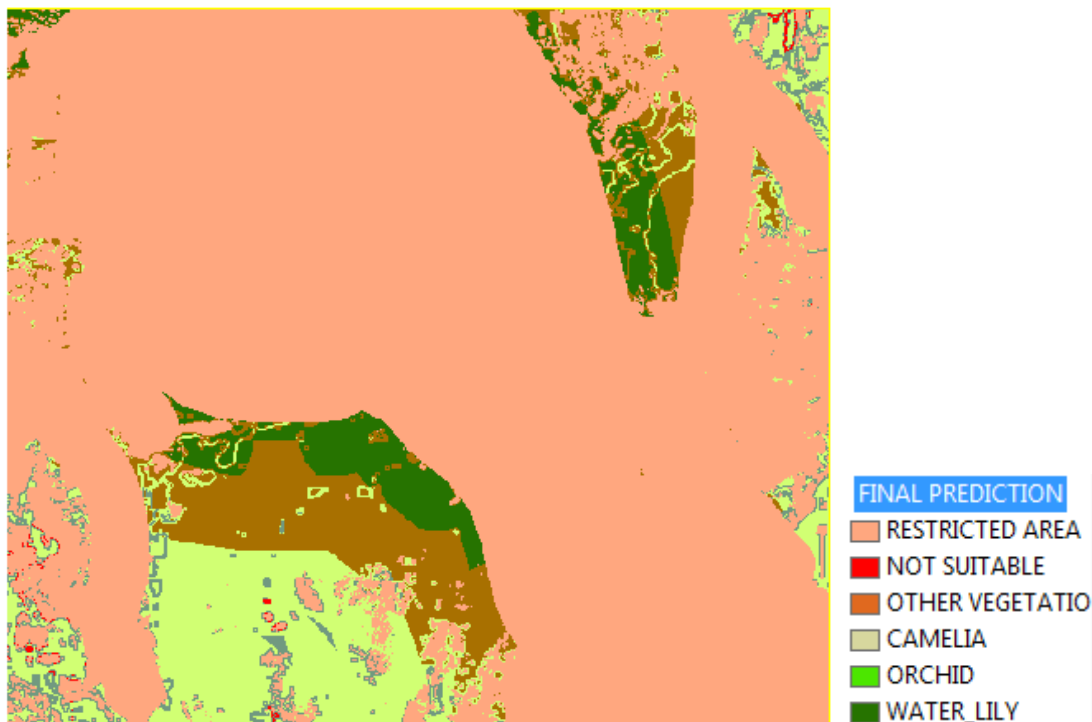 FINAL PREDICTION
RESTRICTED AREA
NOT SUITABLE
OTHER VEGETATIO
CAMELIA
ORCHID
WATER_LILY